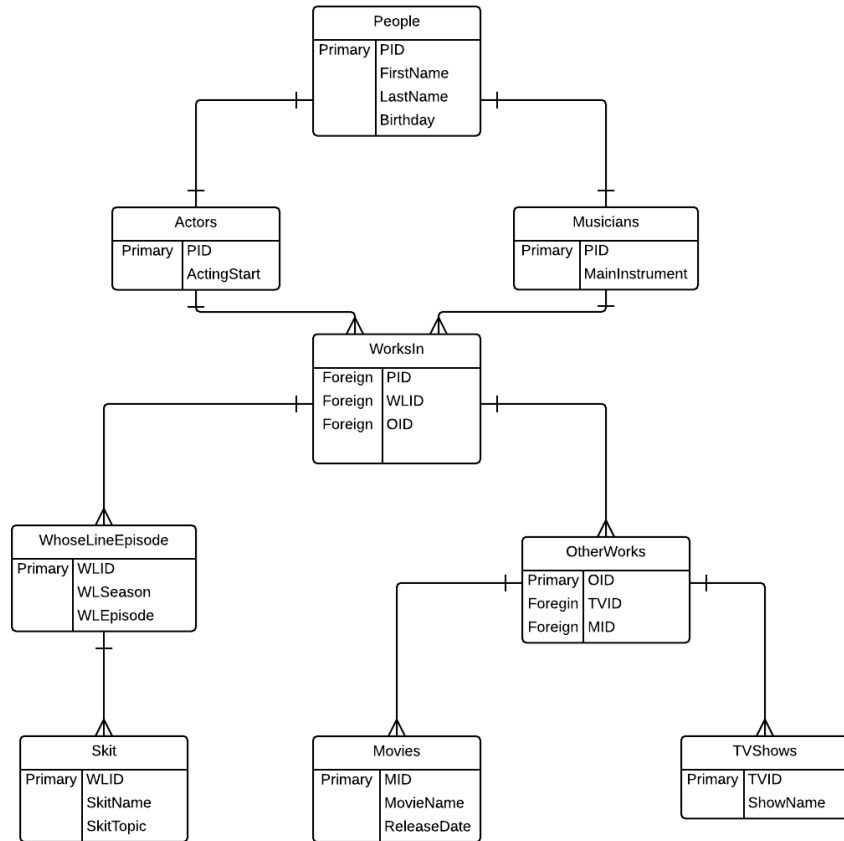 People
Primary PID
FirstName
LastName
Birthday
Actors
Primary PID
ActingStart
Musicians
Primary PID
MainInstrument
WorksIn
Foreign PID
Foreign WLID
Foreign OID
WhoseLineEpisode
Primary WLID
WLSeason
WLEpisode
OtherWorks
Primary OID
Foregin TVID
Foreign MID
Skit
Primary WLID
SkitName
SkitTopic
Movies
Primary MID
MovieName
ReleaseDate
TVShows
Primary TVID
ShowName